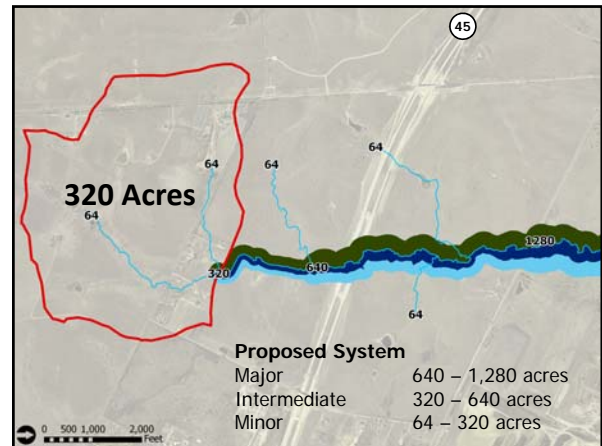 45
64
64
64
320 Acres
64
1280
320
640
64
Proposed System
Major 640 – 1,280 acres
Intermediate 320 – 640 acres
Minor 64 – 320 acres
0 500 1,000 2,000
Feet